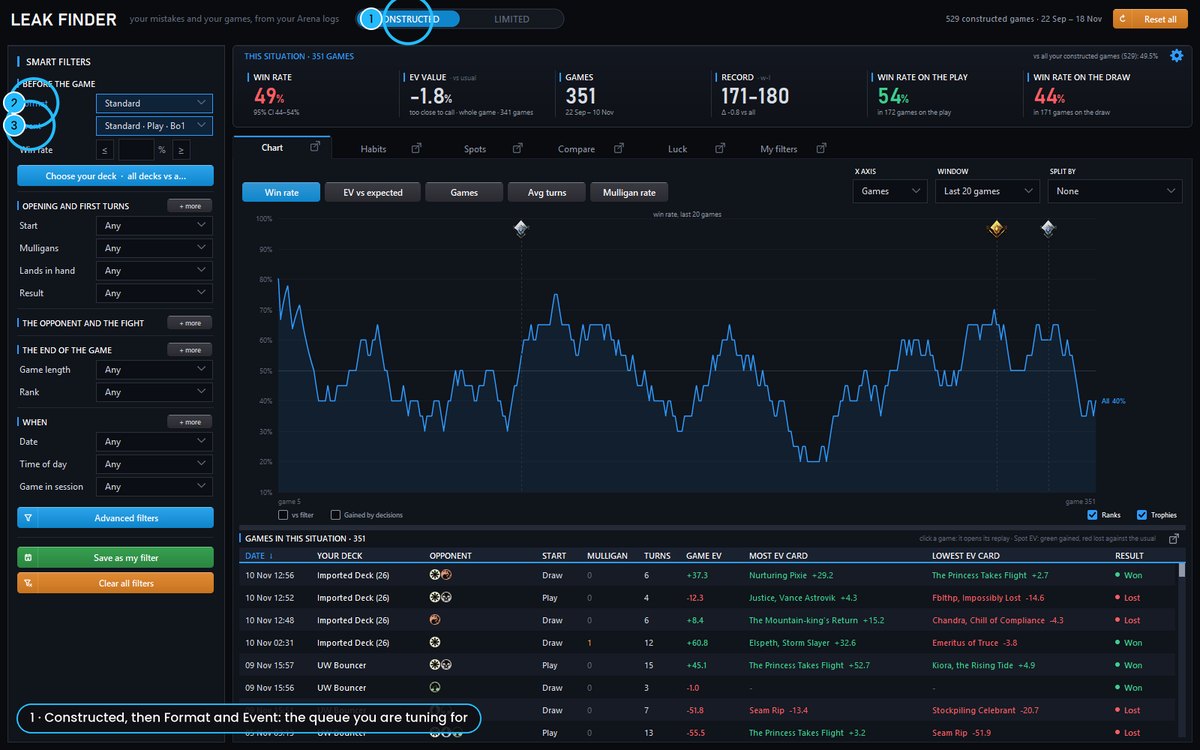 LEAK FINDER
your mistakes and your games, from your Arena logs
1
ONSTRUCTED
LIMITED
529 constructed games · 22 Sep – 18 Nov
Reset all
SMART FILTERS
BEFORE THE GAME
2
Standard
3
Standard · Play · Bo1
Win rate
≤
%
≥
Choose your deck · all decks vs a...
OPENING AND FIRST TURNS
+ more
Start
Any
Mulligans
Any
Lands in hand
Any
Result
Any
THE OPPONENT AND THE FIGHT
+ more
THE END OF THE GAME
+ more
Game length
Any
Rank
Any
WHEN
+ more
Date
Any
Time of day
Any
Game in session
Any
Advanced filters
Save as my filter
Clear all filters
THIS SITUATION · 351 GAMES
vs all your constructed games (529): 49.5%
WIN RATE
49%
95% CI 44–54%
EV VALUE · vs usual
-1.8%
too close to call · whole game · 341 games
GAMES
351
22 Sep – 10 Nov
RECORD · w-l
171-180
Δ -0.8 vs all
WIN RATE ON THE PLAY
54%
in 172 games on the play
WIN RATE ON THE DRAW
44%
in 171 games on the draw
Chart
Habits
Spots
Compare
Luck
My filters
Win rate
EV vs expected
Games
Avg turns
Mulligan rate
X AXIS
Games
WINDOW
Last 20 games
SPLIT BY
None
win rate, last 20 games
100%
90%
80%
70%
60%
50%
40%
30%
20%
10%
All 40%
game 5
game 351
vs filter
Gained by decisions
Ranks
Trophies
GAMES IN THIS SITUATION · 351
click a game: it opens its replay · Spot EV: green gained, red lost against the usual
DATE ↓ YOUR DECK OPPONENT START MULLIGAN TURNS GAME EV MOST EV CARD LOWEST EV CARD RESULT
10 Nov 12:56 Imported Deck (26) Draw 0 6 +37.3 Nurturing Pixie +29.2 The Princess Takes Flight +2.7 Won
10 Nov 12:52 Imported Deck (26) Play 0 4 -12.3 Justice, Vance Astrovik +4.3 Fblthp, Impossibly Lost -14.6 Lost
10 Nov 12:48 Imported Deck (26) Draw 0 6 +8.4 The Mountain-king's Return +15.2 Chandra, Chill of Compliance -4.3 Lost
10 Nov 02:31 Imported Deck (26) Draw 1 12 +60.8 Elspeth, Storm Slayer +32.6 Emeritus of Truce -3.8 Won
09 Nov 15:57 UW Bouncer Play 0 15 +45.1 The Princess Takes Flight +52.7 Kiora, the Rising Tide +4.9 Won
09 Nov 15:56 UW Bouncer Draw 0 3 -1.0 - - Won
Draw 0 7 -51.8 Seam Rip -13.4 Stockpiling Celebrant -20.7 Lost
Play 0 13 -55.5 The Princess Takes Flight +3.2 Seam Rip -51.9 Lost
1 · Constructed, then Format and Event: the queue you are tuning for